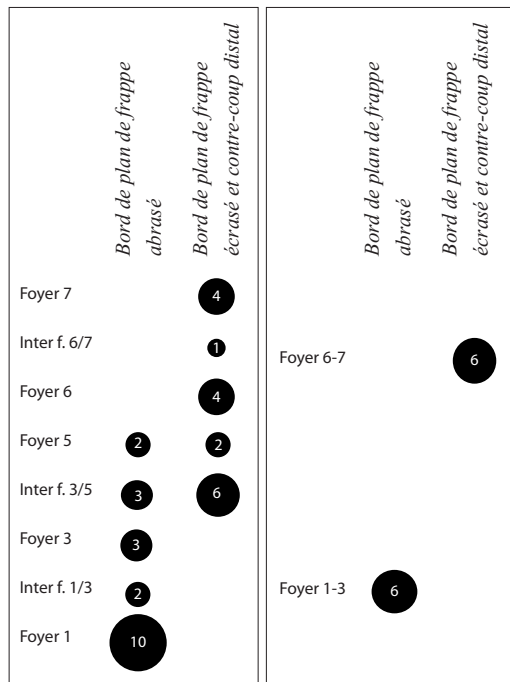 Bord de plan de frappe
abrasé
Bord de plan de frappe
écrasé et contre-coup distal
Foyer 7
4
Inter f. 6/7
1
Foyer 6
4
Foyer 5
2
2
Inter f. 3/5
3
6
Foyer 3
3
Inter f. 1/3
2
Foyer 1
10
Bord de plan de frappe
abrasé
Bord de plan de frappe
écrasé et contre-coup distal
Foyer 6-7
6
Foyer 1-3
6